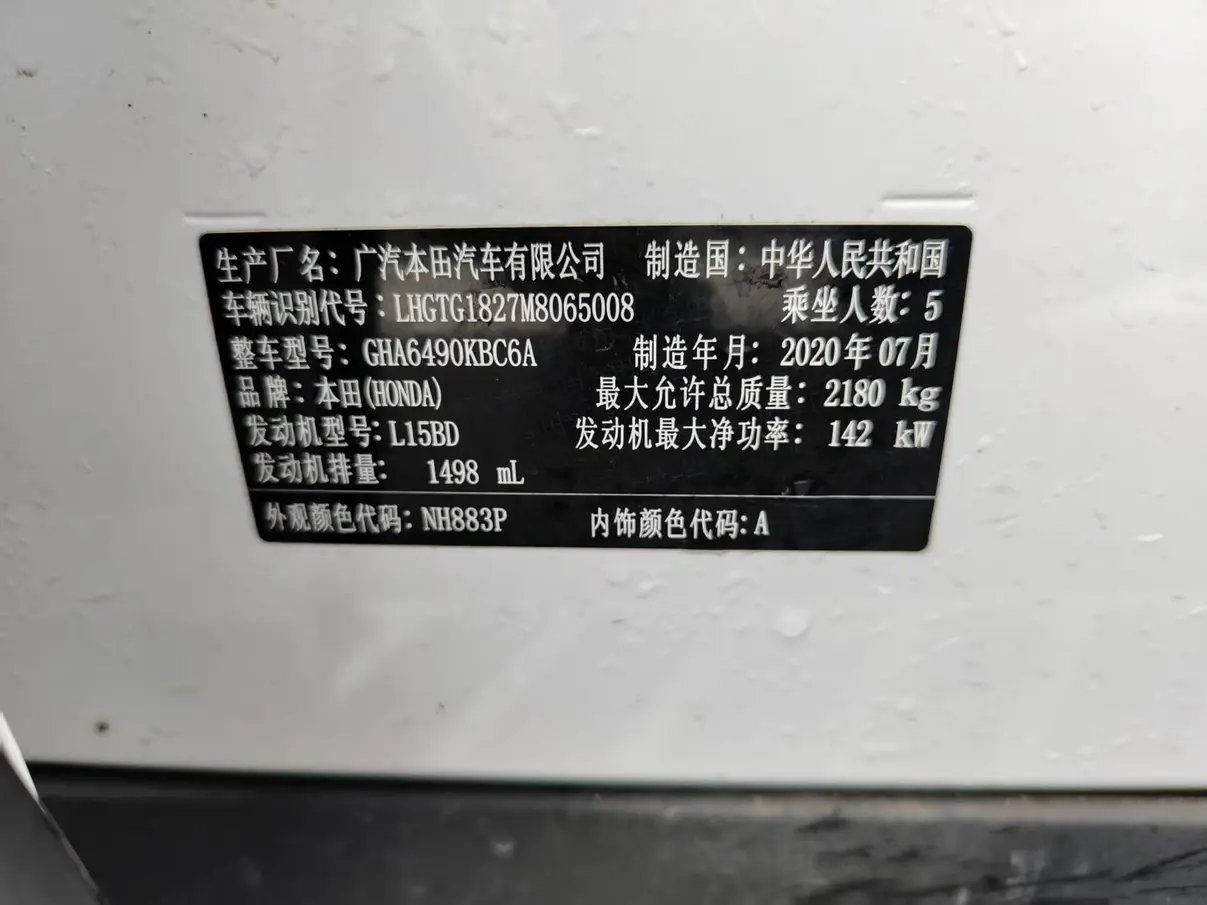 生产厂名：广汽本田汽车有限公司 制造国：中华人民共和国
车辆识别代号：LHGTG1827M8065008 乘坐人数：5
整车型号：GHA6490KBC6A 制造年月：2020年07月
品牌：本田(HONDA) 最大允许总质量：2180 kg
发动机型号：L15BD 发动机最大净功率：142 kW
发动机排量： 1498 mL
外观颜色代码：NH883P 内饰颜色代码：A